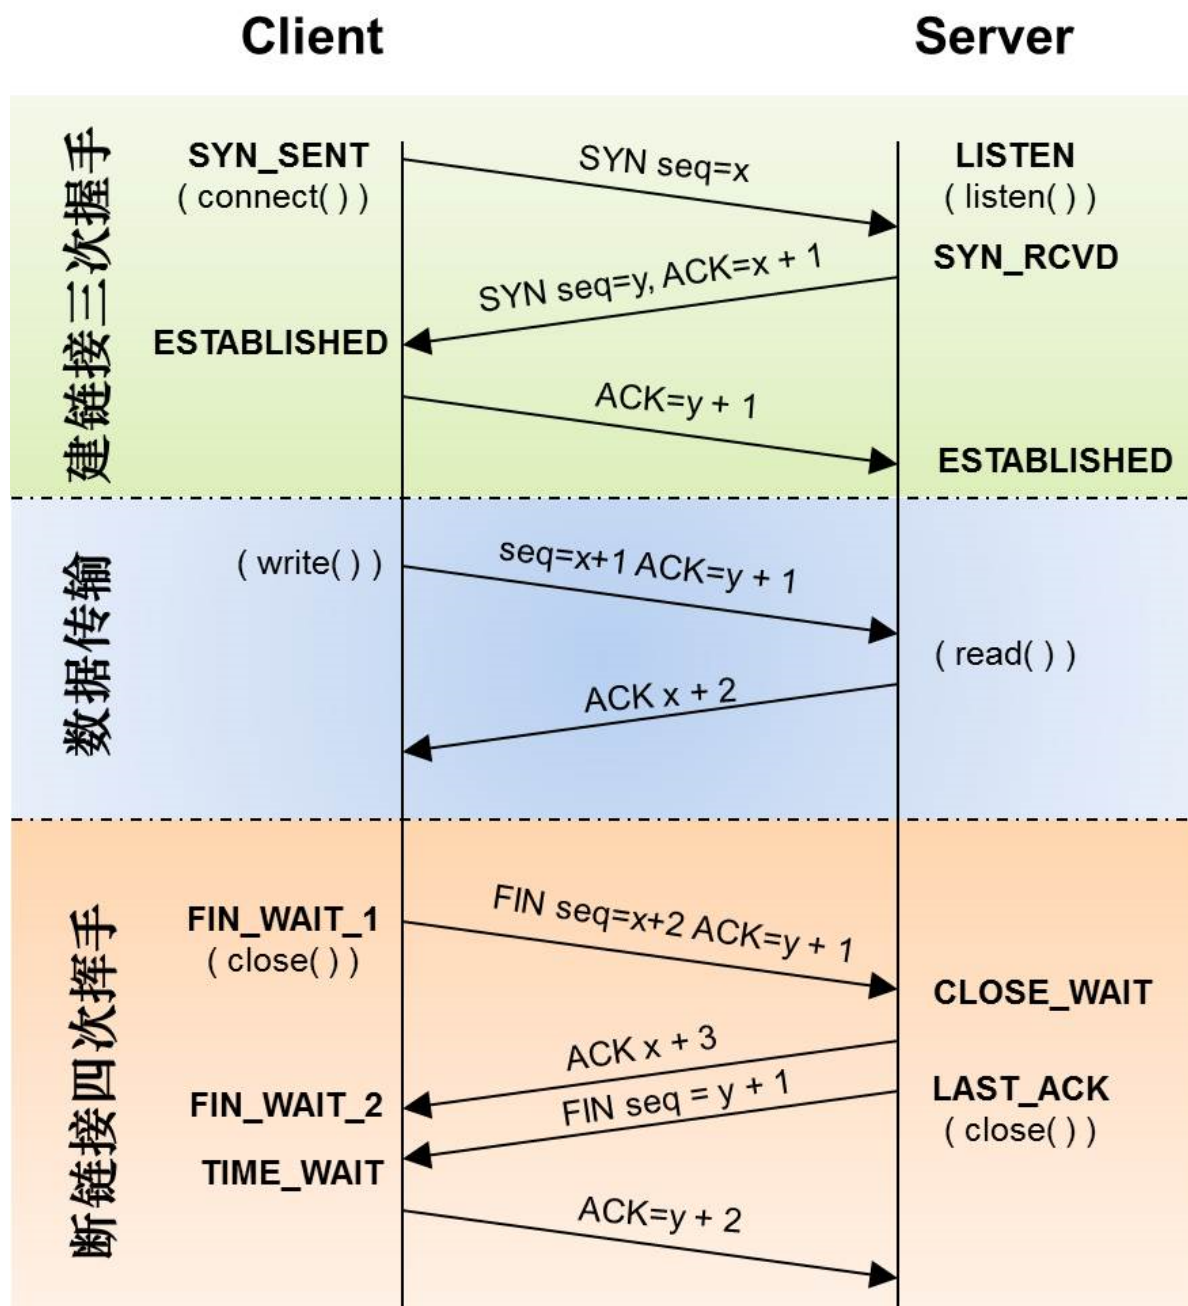 Client
Server
建链接三次握手
SYN_SENT
( connect( ) )
SYN seq=x
LISTEN
( listen( ) )
SYN_RCVD
SYN seq=y, ACK=x + 1
ESTABLISHED
ACK=y + 1
ESTABLISHED
数据传输
( write( ) )
seq=x+1 ACK=y + 1
( read( ) )
ACK x + 2
断链接四次挥手
FIN_WAIT_1
( close( ) )
FIN seq=x+2 ACK=y + 1
CLOSE_WAIT
ACK x + 3
FIN_WAIT_2
FIN seq = y + 1
LAST_ACK
( close( ) )
TIME_WAIT
ACK=y + 2